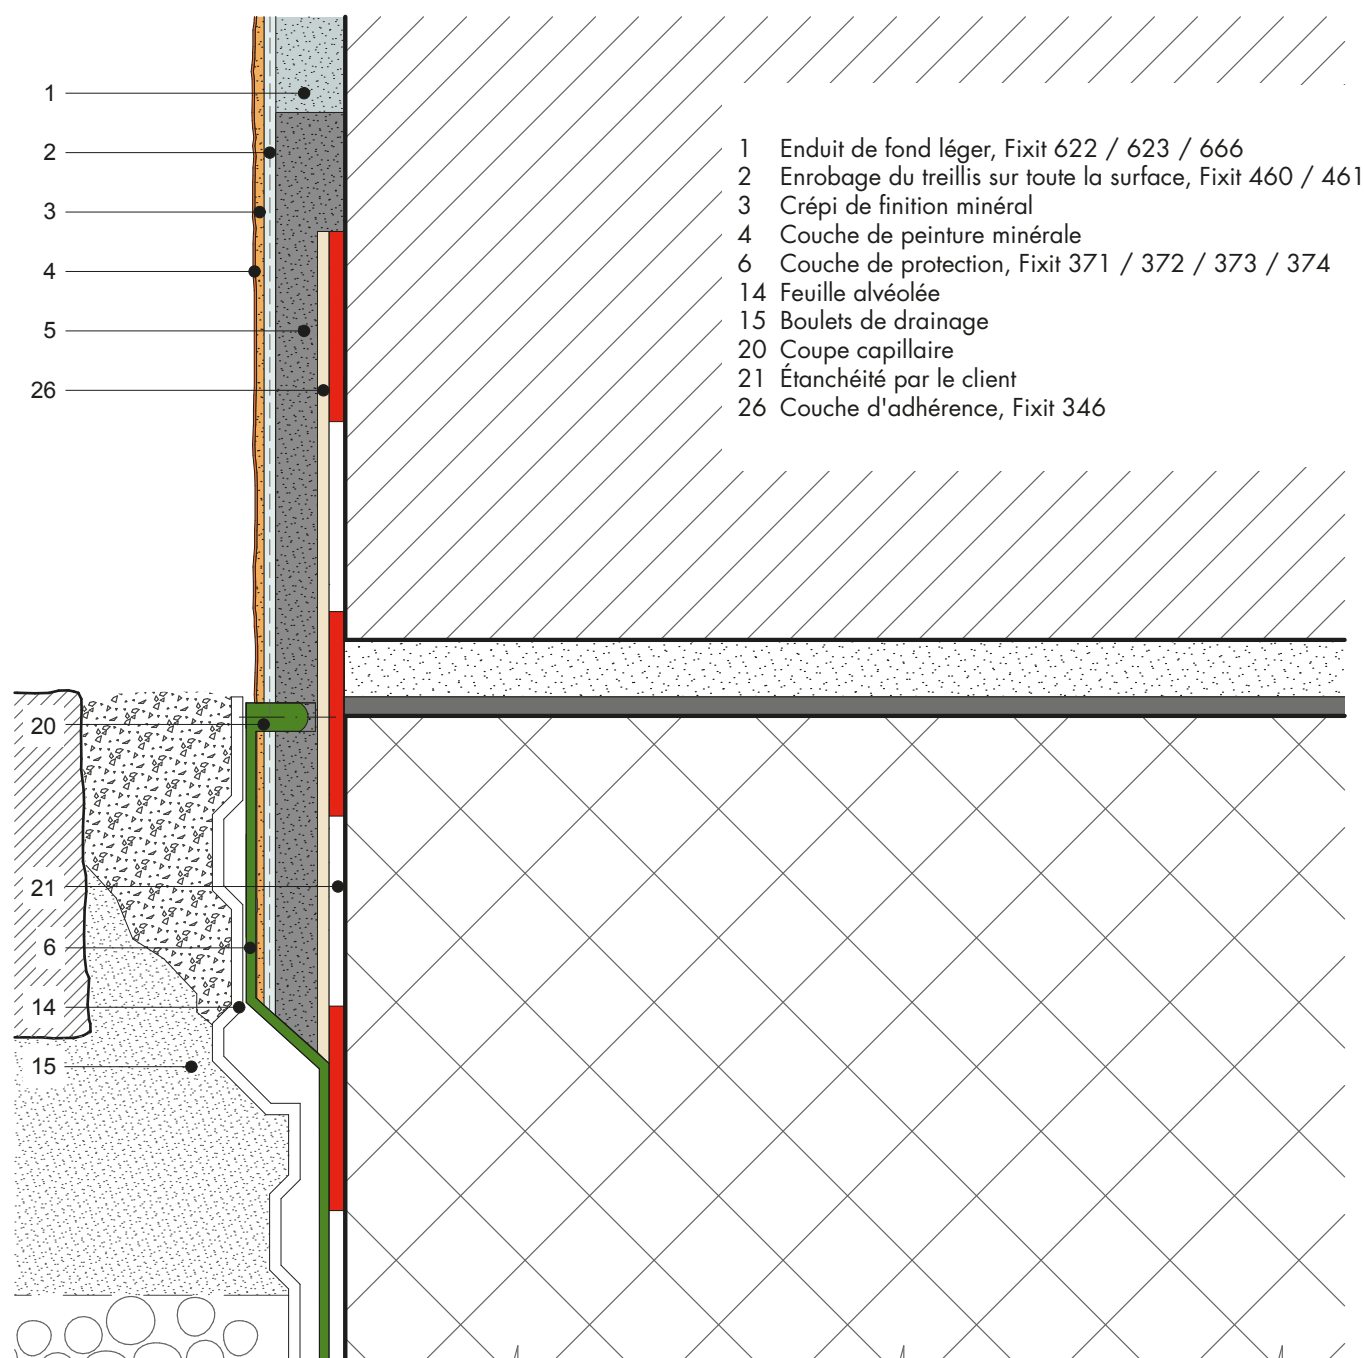 1
2
3
4
5
26
20
21
6
14
15
1 Enduit de fond léger, Fixit 622 / 623 / 666
2 Enrobage du treillis sur toute la surface, Fixit 460 / 461
3 Crépi de finition minéral
4 Couche de peinture minérale
6 Couche de protection, Fixit 371 / 372 / 373 / 374
14 Feuille alvéolée
15 Boulets de drainage
20 Coupe capillaire
21 Étanchéité par le client
26 Couche d'adhérence, Fixit 346